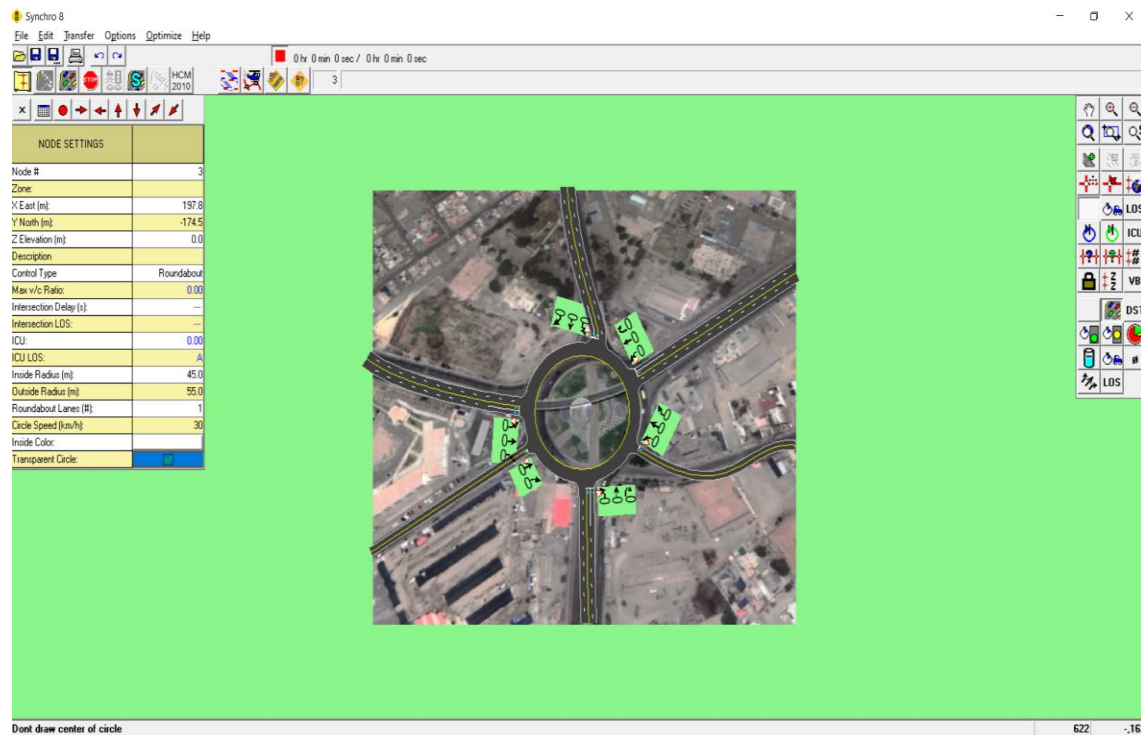 Synchro 8
File Edit Transfer Options Optimize Help
0 hr 0 min 0 sec / 0 hr 0 min 0 sec
STOP HCM 2010 3
NODE SETTINGS
Node # 3
Zone:
X East (m): 197.8
Y North (m): -174.5
Z Elevation (m): 0.0
Description
Control Type Roundabout
Max v/c Ratio: 0.00
Intersection Delay (s): —
Intersection LOS: —
ICU: 0.00
ICU LOS: A
Inside Radius (m): 45.0
Outside Radius (m): 55.0
Roundabout Lanes (#): 1
Circle Speed (km/h): 30
Inside Color:
Transparent Circle:
LOS
ICU
DST
LOS
Dont draw center of circle 622 -,16